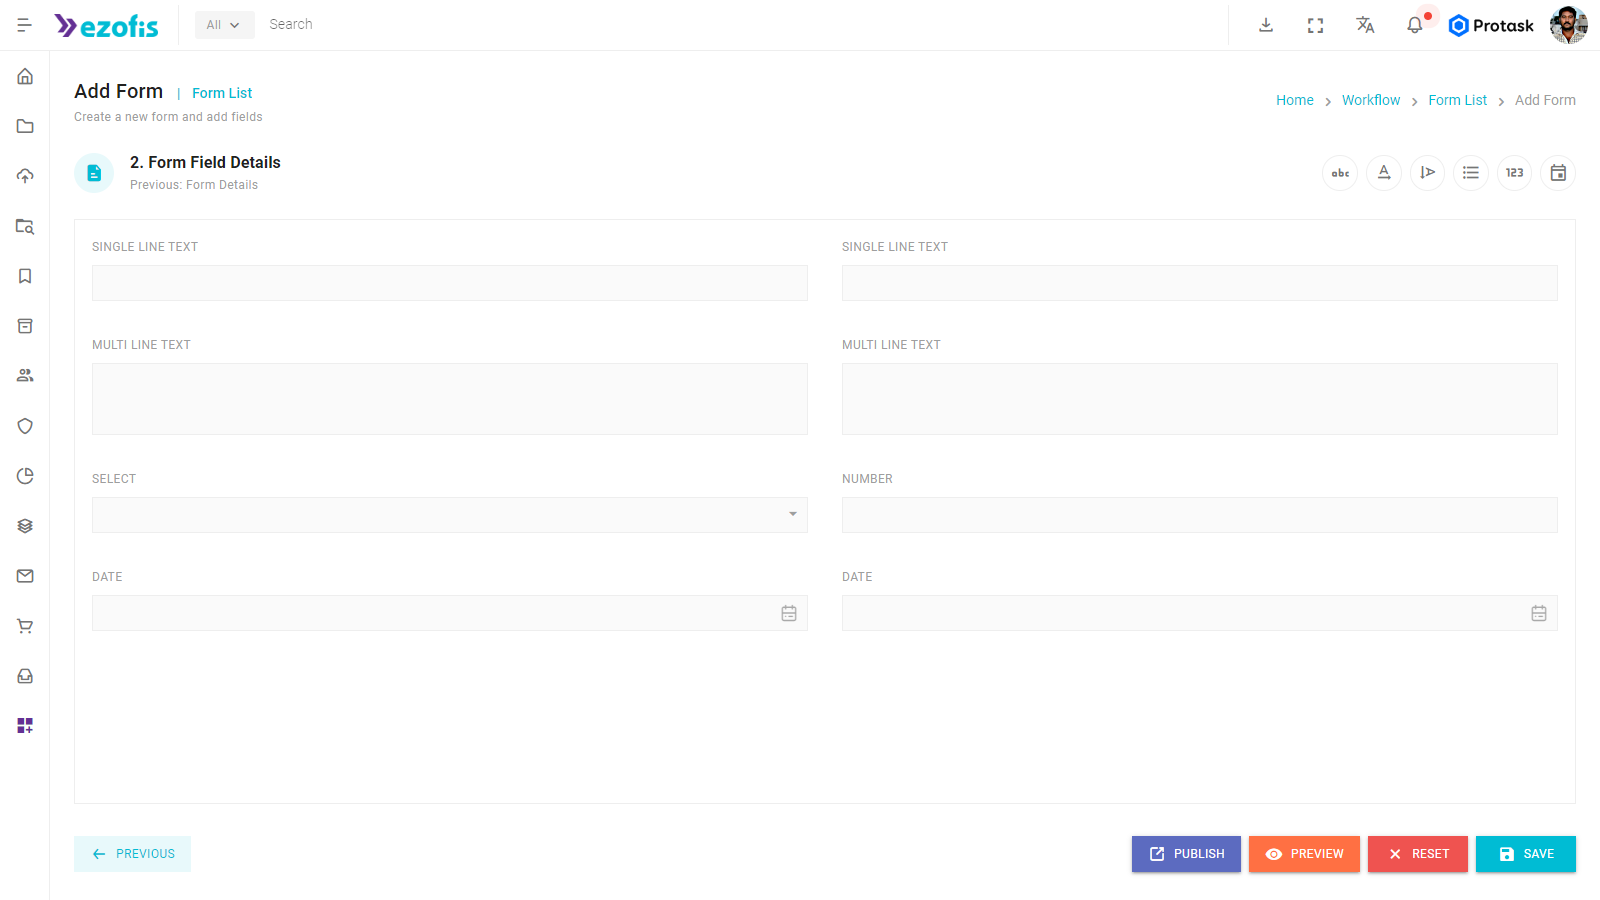 ezofis
All
Search
Protask
Add Form | Form List
Create a new form and add fields
Home > Workflow > Form List > Add Form
2. Form Field Details
Previous: Form Details
abc
A
A
123
SINGLE LINE TEXT
SINGLE LINE TEXT
MULTI LINE TEXT
MULTI LINE TEXT
SELECT
NUMBER
DATE
DATE
PREVIOUS
PUBLISH
PREVIEW
RESET
SAVE